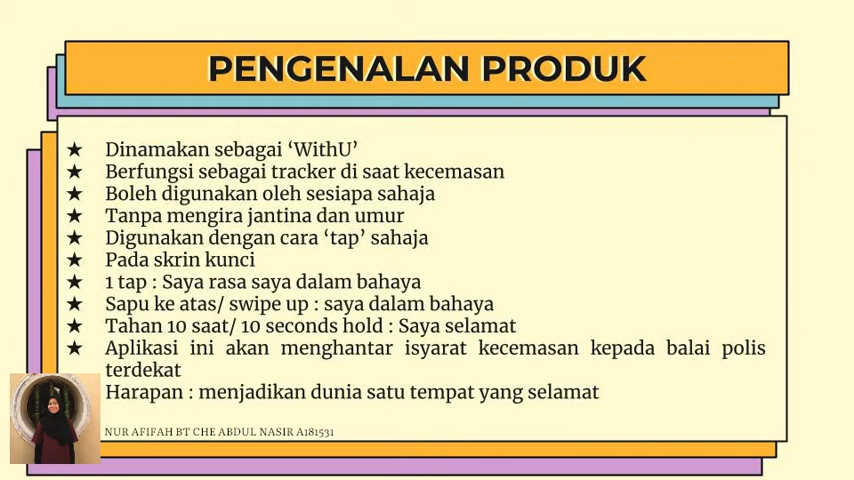 PENGENALAN PRODUK
★ Dinamakan sebagai ‘WithU’
★ Berfungsi sebagai tracker di saat kecemasan
★ Boleh digunakan oleh sesiapa sahaja
★ Tanpa mengira jantina dan umur
★ Digunakan dengan cara ‘tap’ sahaja
★ Pada skrin kunci
★ 1 tap : Saya rasa saya dalam bahaya
★ Sapu ke atas/ swipe up : saya dalam bahaya
★ Tahan 10 saat/ 10 seconds hold : Saya selamat
★ Aplikasi ini akan menghantar isyarat kecemasan kepada balai polis
terdekat
Harapan : menjadikan dunia satu tempat yang selamat
NUR AFIFAH BT CHE ABDUL NASIR A181531